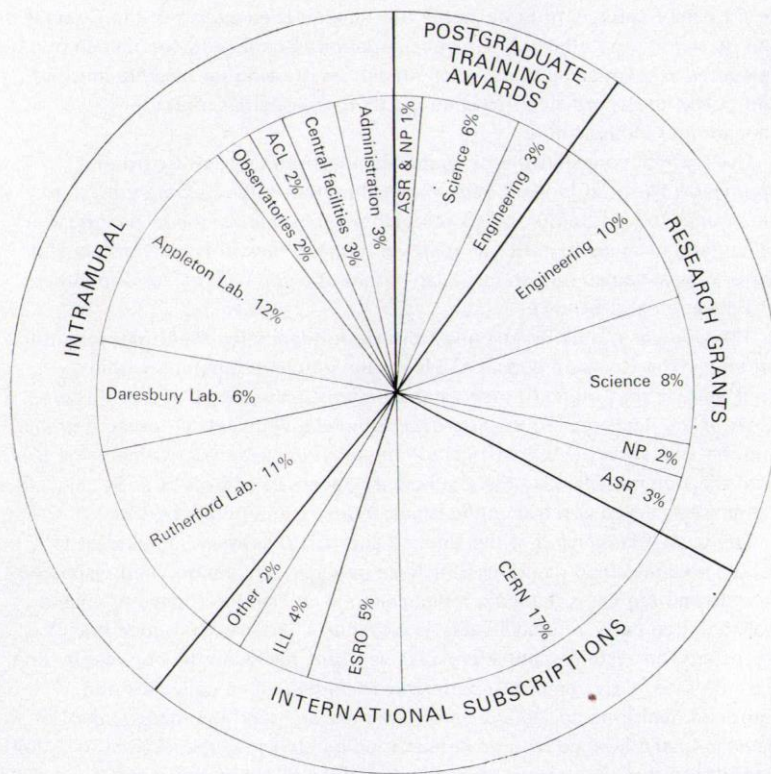 POSTGRADUATE
TRAINING
AWARDS
ASR & NP 1%
Science 6%
Engineering 3%
RESEARCH GRANTS
Engineering 10%
Science 8%
NP 2%
ASR 3%
INTERNATIONAL SUBSCRIPTIONS
CERN 17%
ESRO 5%
ILL 4%
Other 2%
INTRAMURAL
Rutherford Lab. 11%
Daresbury Lab. 6%
Appleton Lab. 12%
Observatories 2%
ACL 2%
Central facilities 3%
Administration 3%